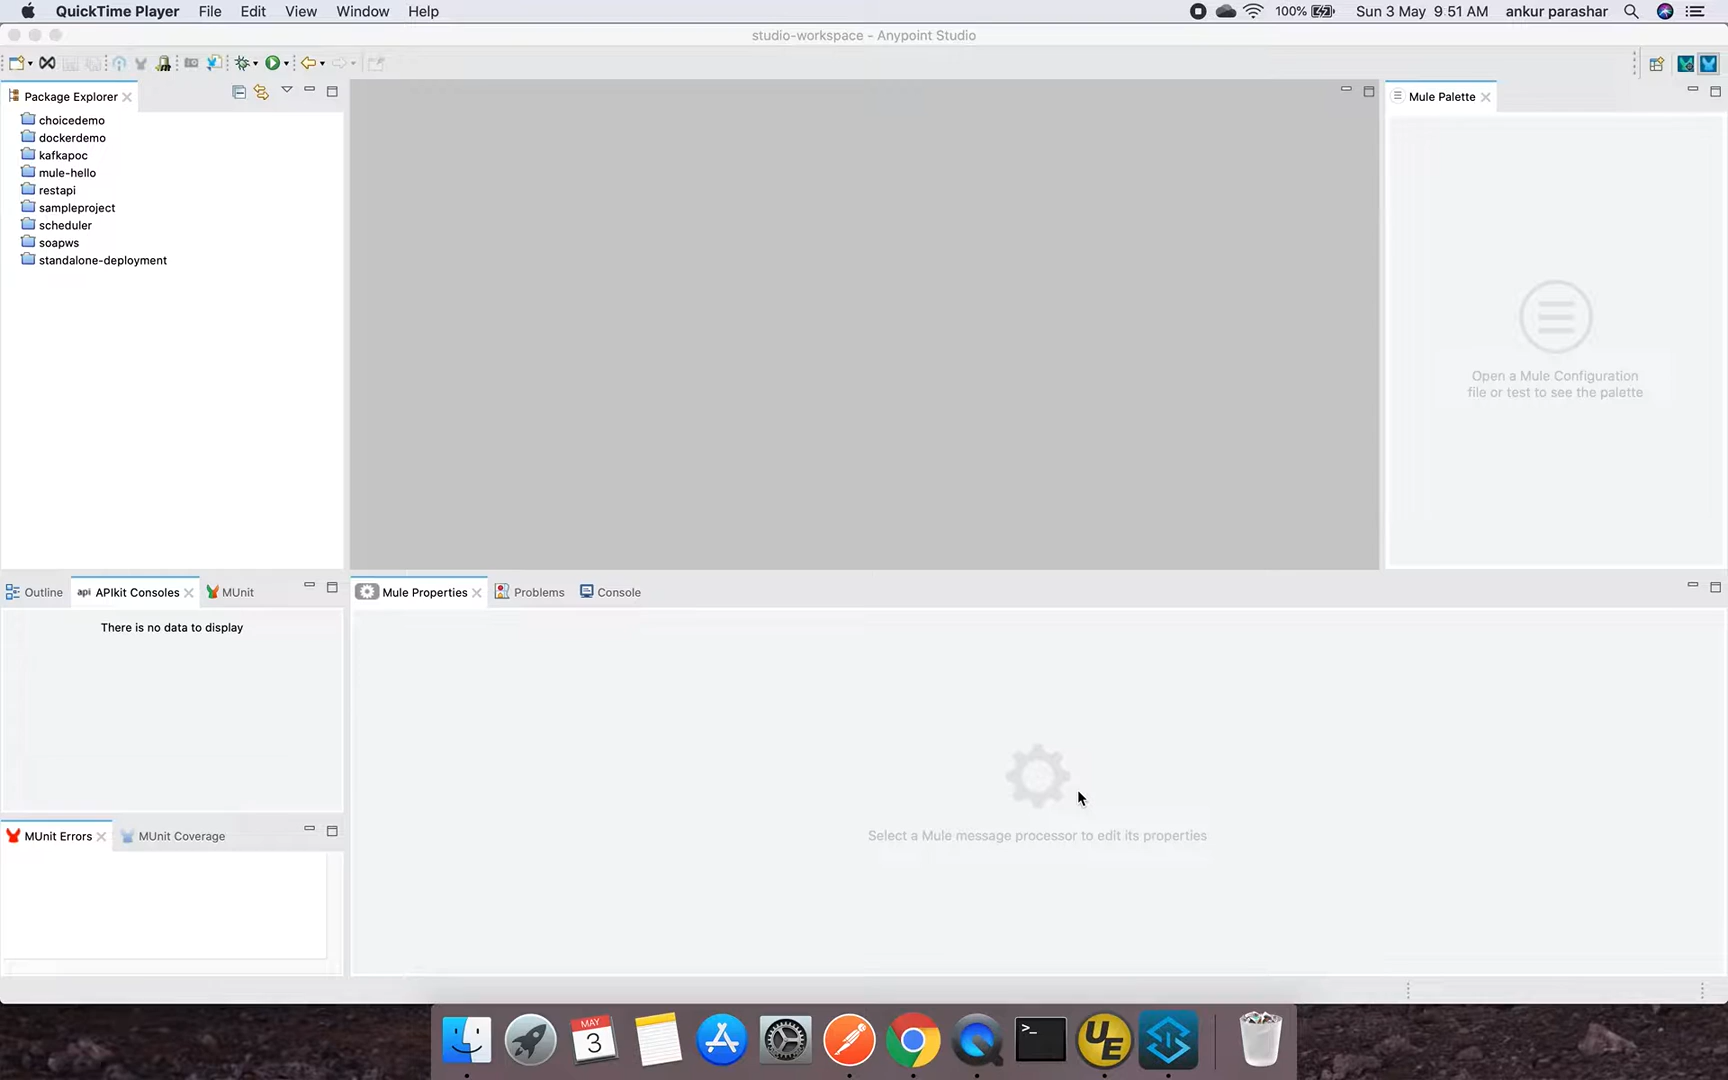 QuickTime Player File Edit View Window Help 100% Sun 3 May 9:51 AM ankur parashar
studio-workspace - Anypoint Studio
Package Explorer
Mule Palette
choicedemo
dockerdemo
kafkapoc
mule-hello
restapi
sampleproject
scheduler
soapws
standalone-deployment
Open a Mule Configuration
file or test to see the palette
Outline api APIkit Consoles MUnit
Mule Properties Problems Console
There is no data to display
Select a Mule message processor to edit its properties
MUnit Errors MUnit Coverage
MAY
3
>_
UE